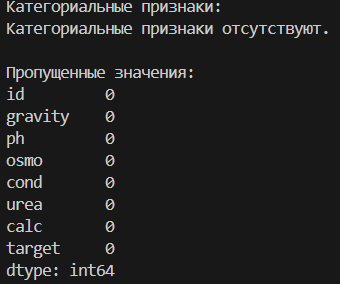 Категориальные признаки:
Категориальные признаки отсутствуют.
Пропущенные значения:
id 0
gravity 0
ph 0
osmo 0
cond 0
urea 0
calc 0
target 0
dtype: int64